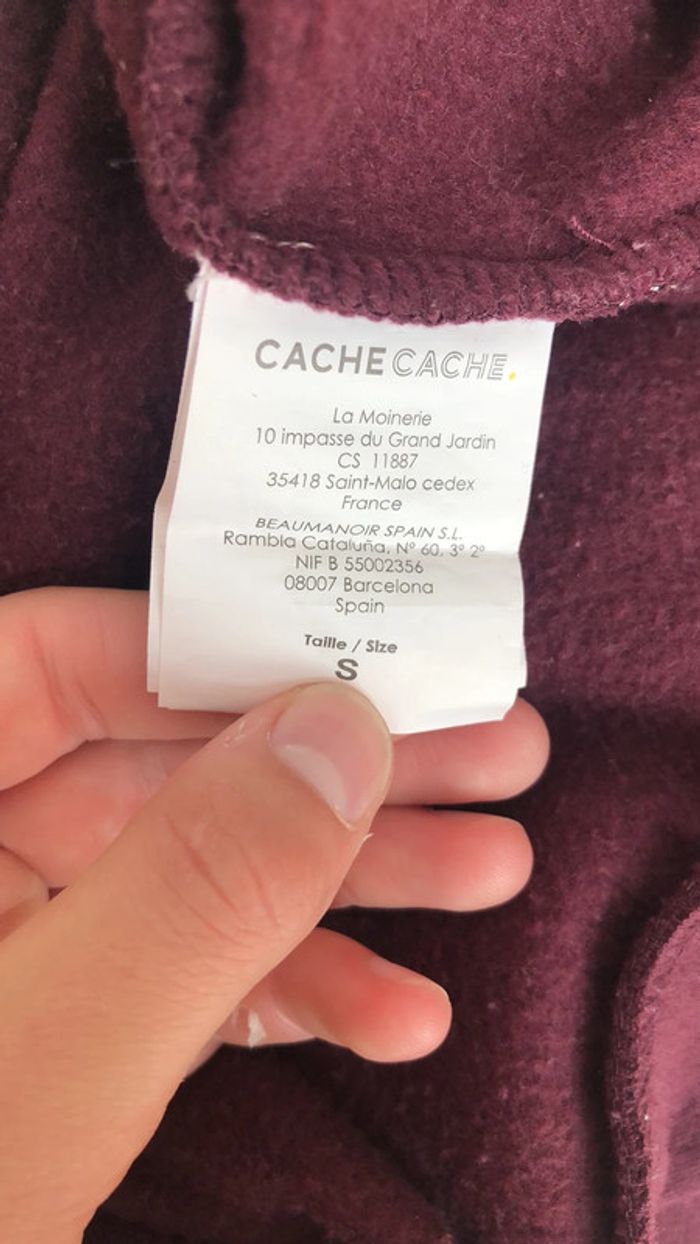 CACHE CACHE.
La Moinerie
10 impasse du Grand Jardin
CS 11887
35418 Saint-Malo cedex
France
BEAUMANOIR SPAIN S.L.
Rambla Cataluña, Nº 60, 3º 2º
NIF B 55002356
08007 Barcelona
Spain
Taille / Size
S